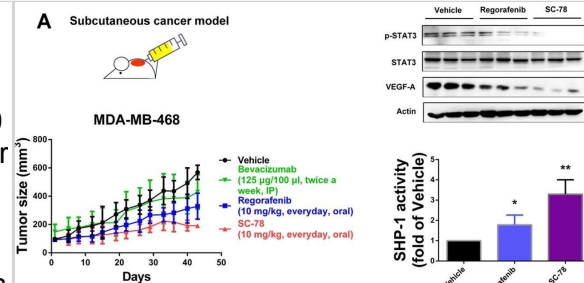 A
Subcutaneous cancer model
MDA-MB-468
Tumor size (mm³)
800
600
400
200
0
0
10
20
30
40
50
Days
Vehicle
Bevacizumab
(125 µg/100 µl, twice a
week, IP)
Regorafenib
(10 mg/kg, everyday, oral)
SC-78
(10 mg/kg, everyday, oral)
Vehicle
Regorafenib
SC-78
p-STAT3
STAT3
VEGF-A
Actin
SHP-1 activity
(fold of Vehicle)
5
4
3
2
1
0
*
**
SC-78